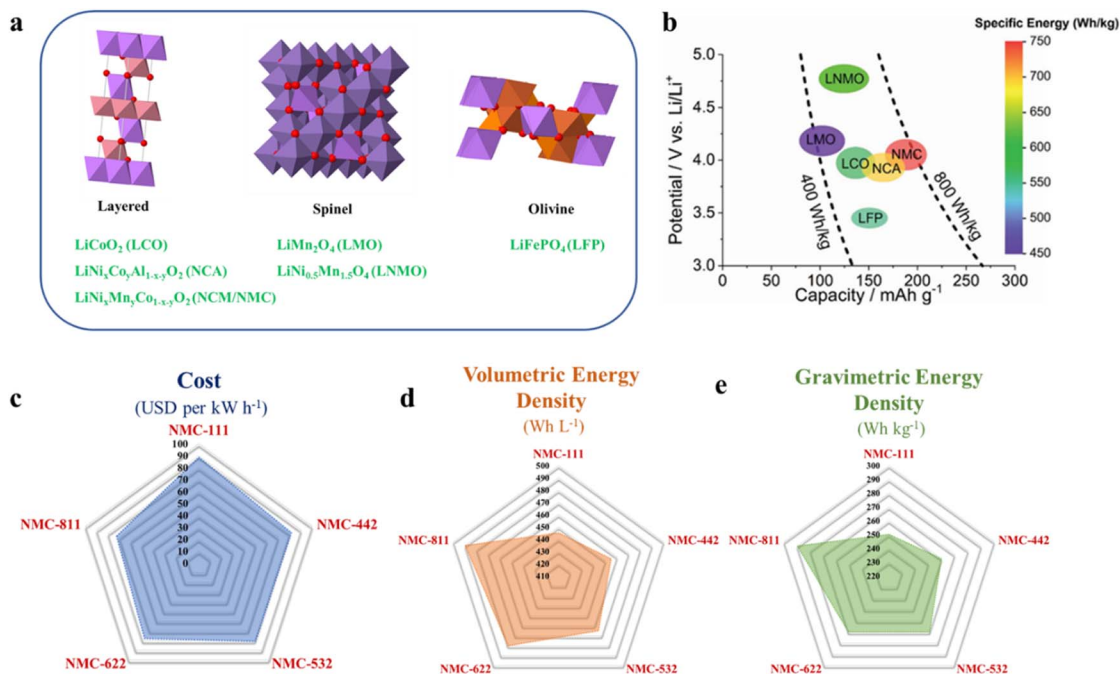 a
Layered
Spinel
Olivine
LiCoO₂ (LCO)
LiNiₓCoᵧAl₁₋ₓ₋ᵧO₂ (NCA)
LiNiₓMnᵧCo₁₋ₓ₋ᵧO₂ (NCM/NMC)
LiMn₂O₄ (LMO)
LiNi₀.₅Mn₁.₅O₄ (LNMO)
LiFePO₄ (LFP)
b
Specific Energy (Wh/kg)
750
700
650
600
550
500
450
Potential / V vs. Li/Li⁺
5.0
4.5
4.0
3.5
3.0
LNMO
LMO
LCO
NCA
NMC
LFP
400 Wh/kg
800 Wh/kg
0
50
100
150
200
250
300
Capacity / mAh g⁻¹
c
Cost
(USD per kW h⁻¹)
NMC-111
100
90
80
70
60
50
40
30
20
10
0
NMC-811
NMC-442
NMC-622
NMC-532
d
Volumetric Energy
Density
(Wh L⁻¹)
NMC-111
500
490
480
470
460
450
440
430
420
410
NMC-811
NMC-442
NMC-622
NMC-532
e
Gravimetric Energy
Density
(Wh kg⁻¹)
NMC-111
300
290
280
270
260
250
240
230
220
NMC-811
NMC-442
NMC-622
NMC-532